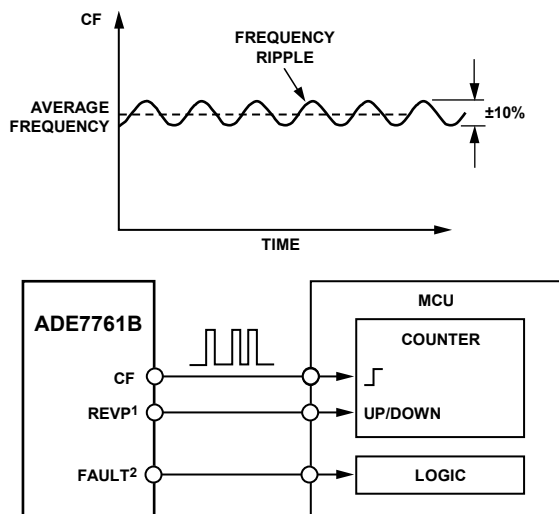 CF
FREQUENCY
RIPPLE
AVERAGE
FREQUENCY
±10%
TIME
MCU
ADE7761B
COUNTER
CF
REVP1
UP/DOWN
FAULT2
LOGIC